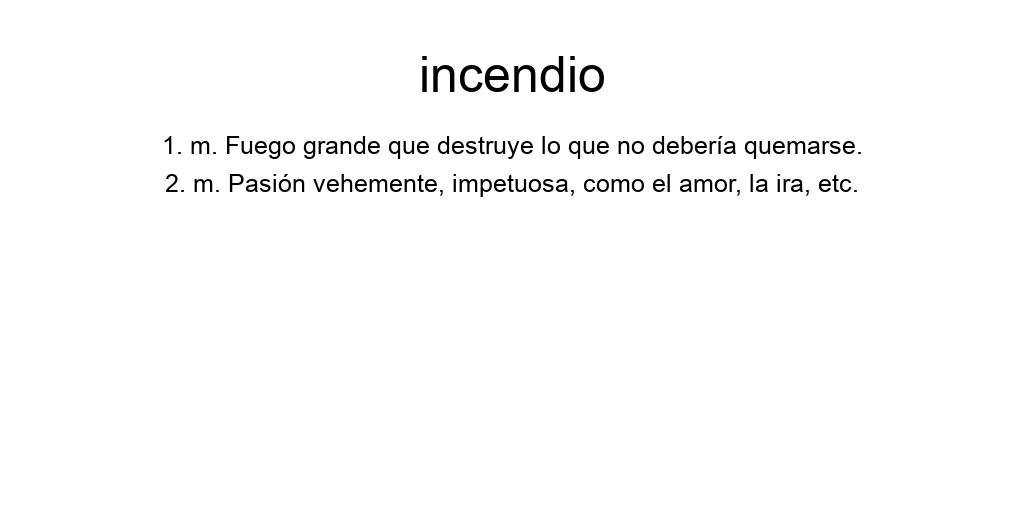 incendio
1. m. Fuego grande que destruye lo que no debería quemarse.
2. m. Pasión vehemente, impetuosa, como el amor, la ira, etc.